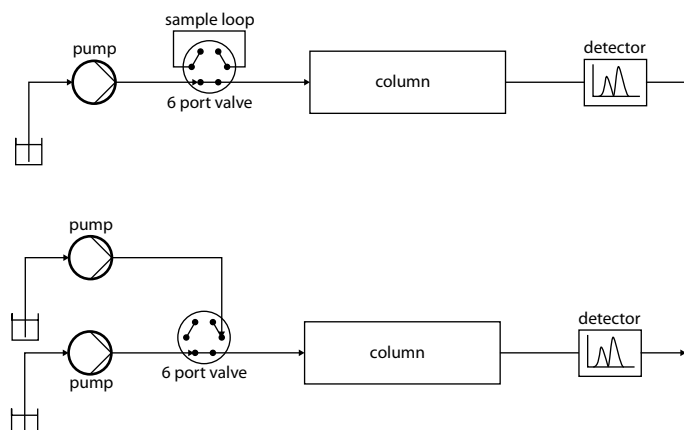 sample loop
pump
detector
column
6 port valve
pump
detector
column
6 port valve
pump